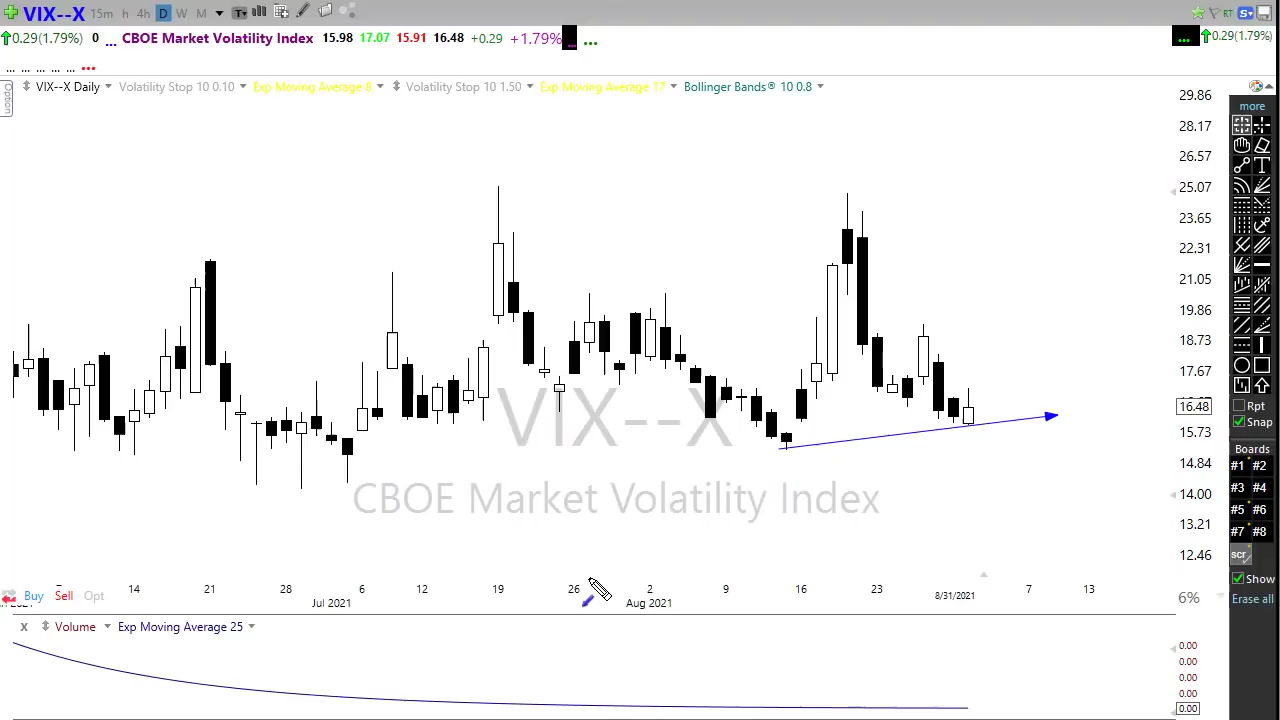 VIX--X 15m h 4h D W M T RT S
0.29(1.79%) 0 ... CBOE Market Volatility Index 15.98 17.07 15.91 16.48 +0.29 +1.79% ... ... ... 0.29(1.79%)
... ... ... ... ... ...
Option
VIX--X Daily Volatility Stop 10 0.10 Exp Moving Average 8 Volatility Stop 10 1.50 Exp Moving Average 17 Bollinger Bands® 10 0.8
29.86
28.17
26.57
25.07
23.65
22.31
21.05
19.86
18.73
17.67
16.48
15.73
14.84
14.00
13.21
12.46
6%
VIX--X
CBOE Market Volatility Index
7 14 21 28 6 12 19 26 2 9 16 23 8/31/2021 7 13
Jul 2021 Aug 2021
Buy Sell Opt
X Volume Exp Moving Average 25
0.00
0.00
0.00
0.00
0.00
more
T
Rpt
Snap
Boards
#1 #2
#3 #4
#5 #6
#7 #8
scr
Show
Erase all